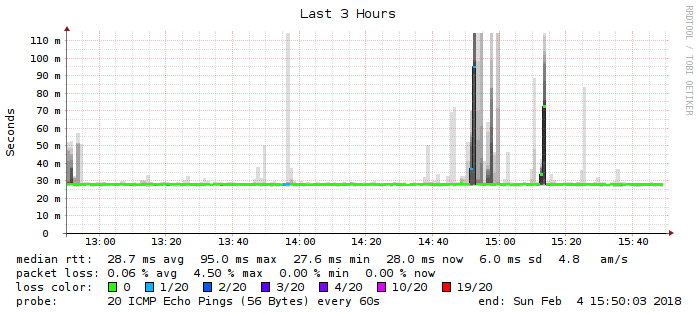 Last 3 Hours
RRDTOOL / TOBI OETIKER
Seconds
110 m
100 m
90 m
80 m
70 m
60 m
50 m
40 m
30 m
20 m
10 m
0
13:00 13:20 13:40 14:00 14:20 14:40 15:00 15:20 15:40
median rtt: 28.7 ms avg 95.0 ms max 27.6 ms min 28.0 ms now 6.0 ms sd 4.8 am/s
packet loss: 0.06 % avg 4.50 % max 0.00 % min 0.00 % now
loss color: 0 1/20 2/20 3/20 4/20 10/20 19/20
probe: 20 ICMP Echo Pings (56 Bytes) every 60s end: Sun Feb 4 15:50:03 2018